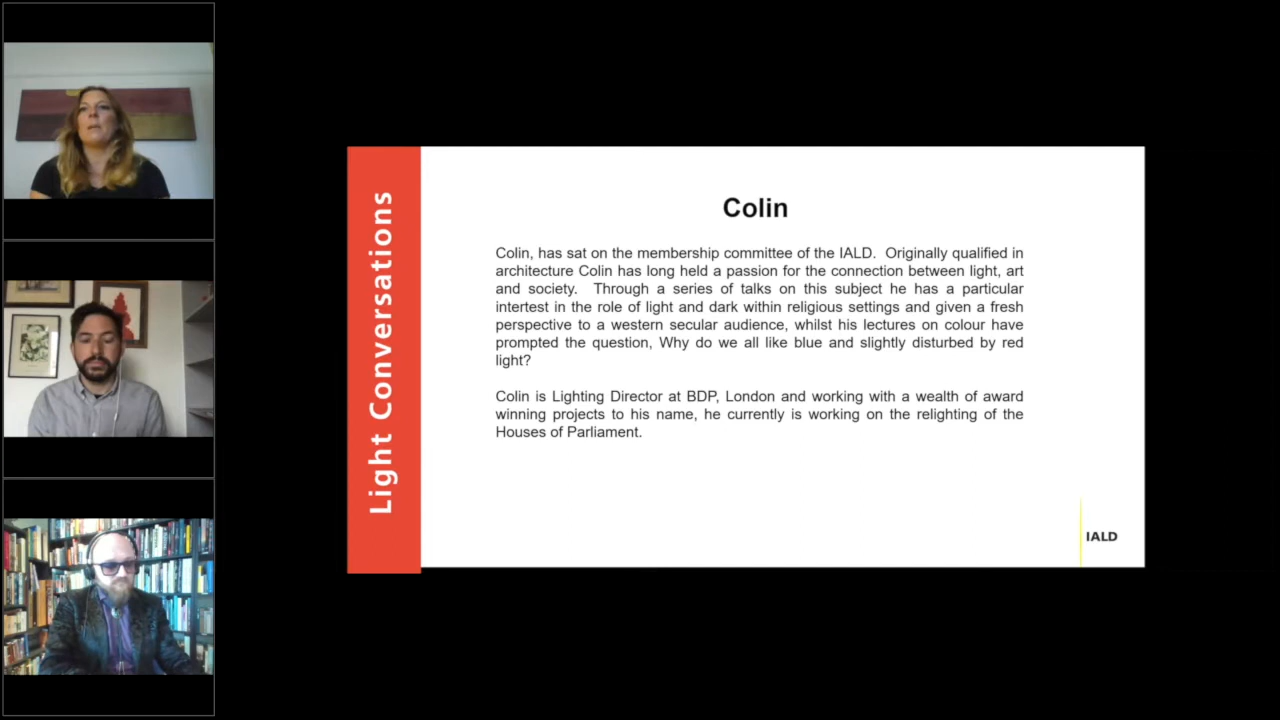 Light Conversations
Colin
Colin, has sat on the membership committee of the IALD.  Originally qualified in
architecture Colin has long held a passion for the connection between light, art
and society.  Through a series of talks on this subject he has a particular
intertest in the role of light and dark within religious settings and given a fresh
perspective to a western secular audience, whilst his lectures on colour have
prompted the question, Why do we all like blue and slightly disturbed by red
light?
Colin is Lighting Director at BDP, London and working with a wealth of award
winning projects to his name, he currently is working on the relighting of the
Houses of Parliament.
IALD